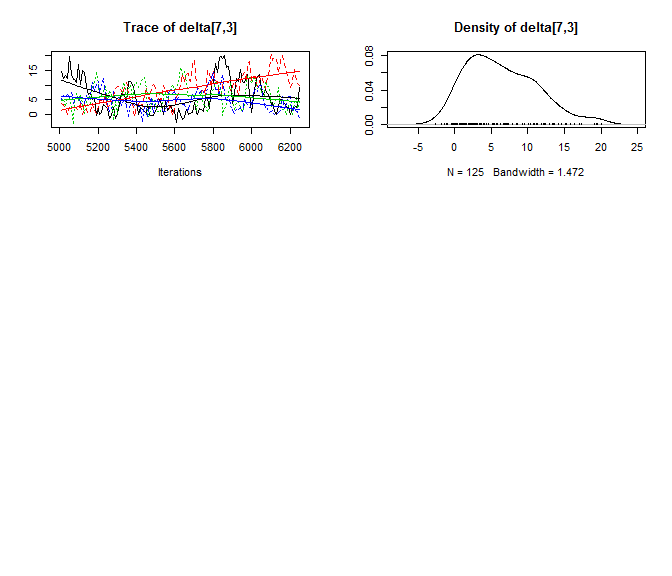 Trace of delta[7,3]
15
5
0
5000 5200 5400 5600 5800 6000 6200
Iterations
Density of delta[7,3]
0.08
0.04
0.00
-5 0 5 10 15 20 25
N = 125 Bandwidth = 1.472